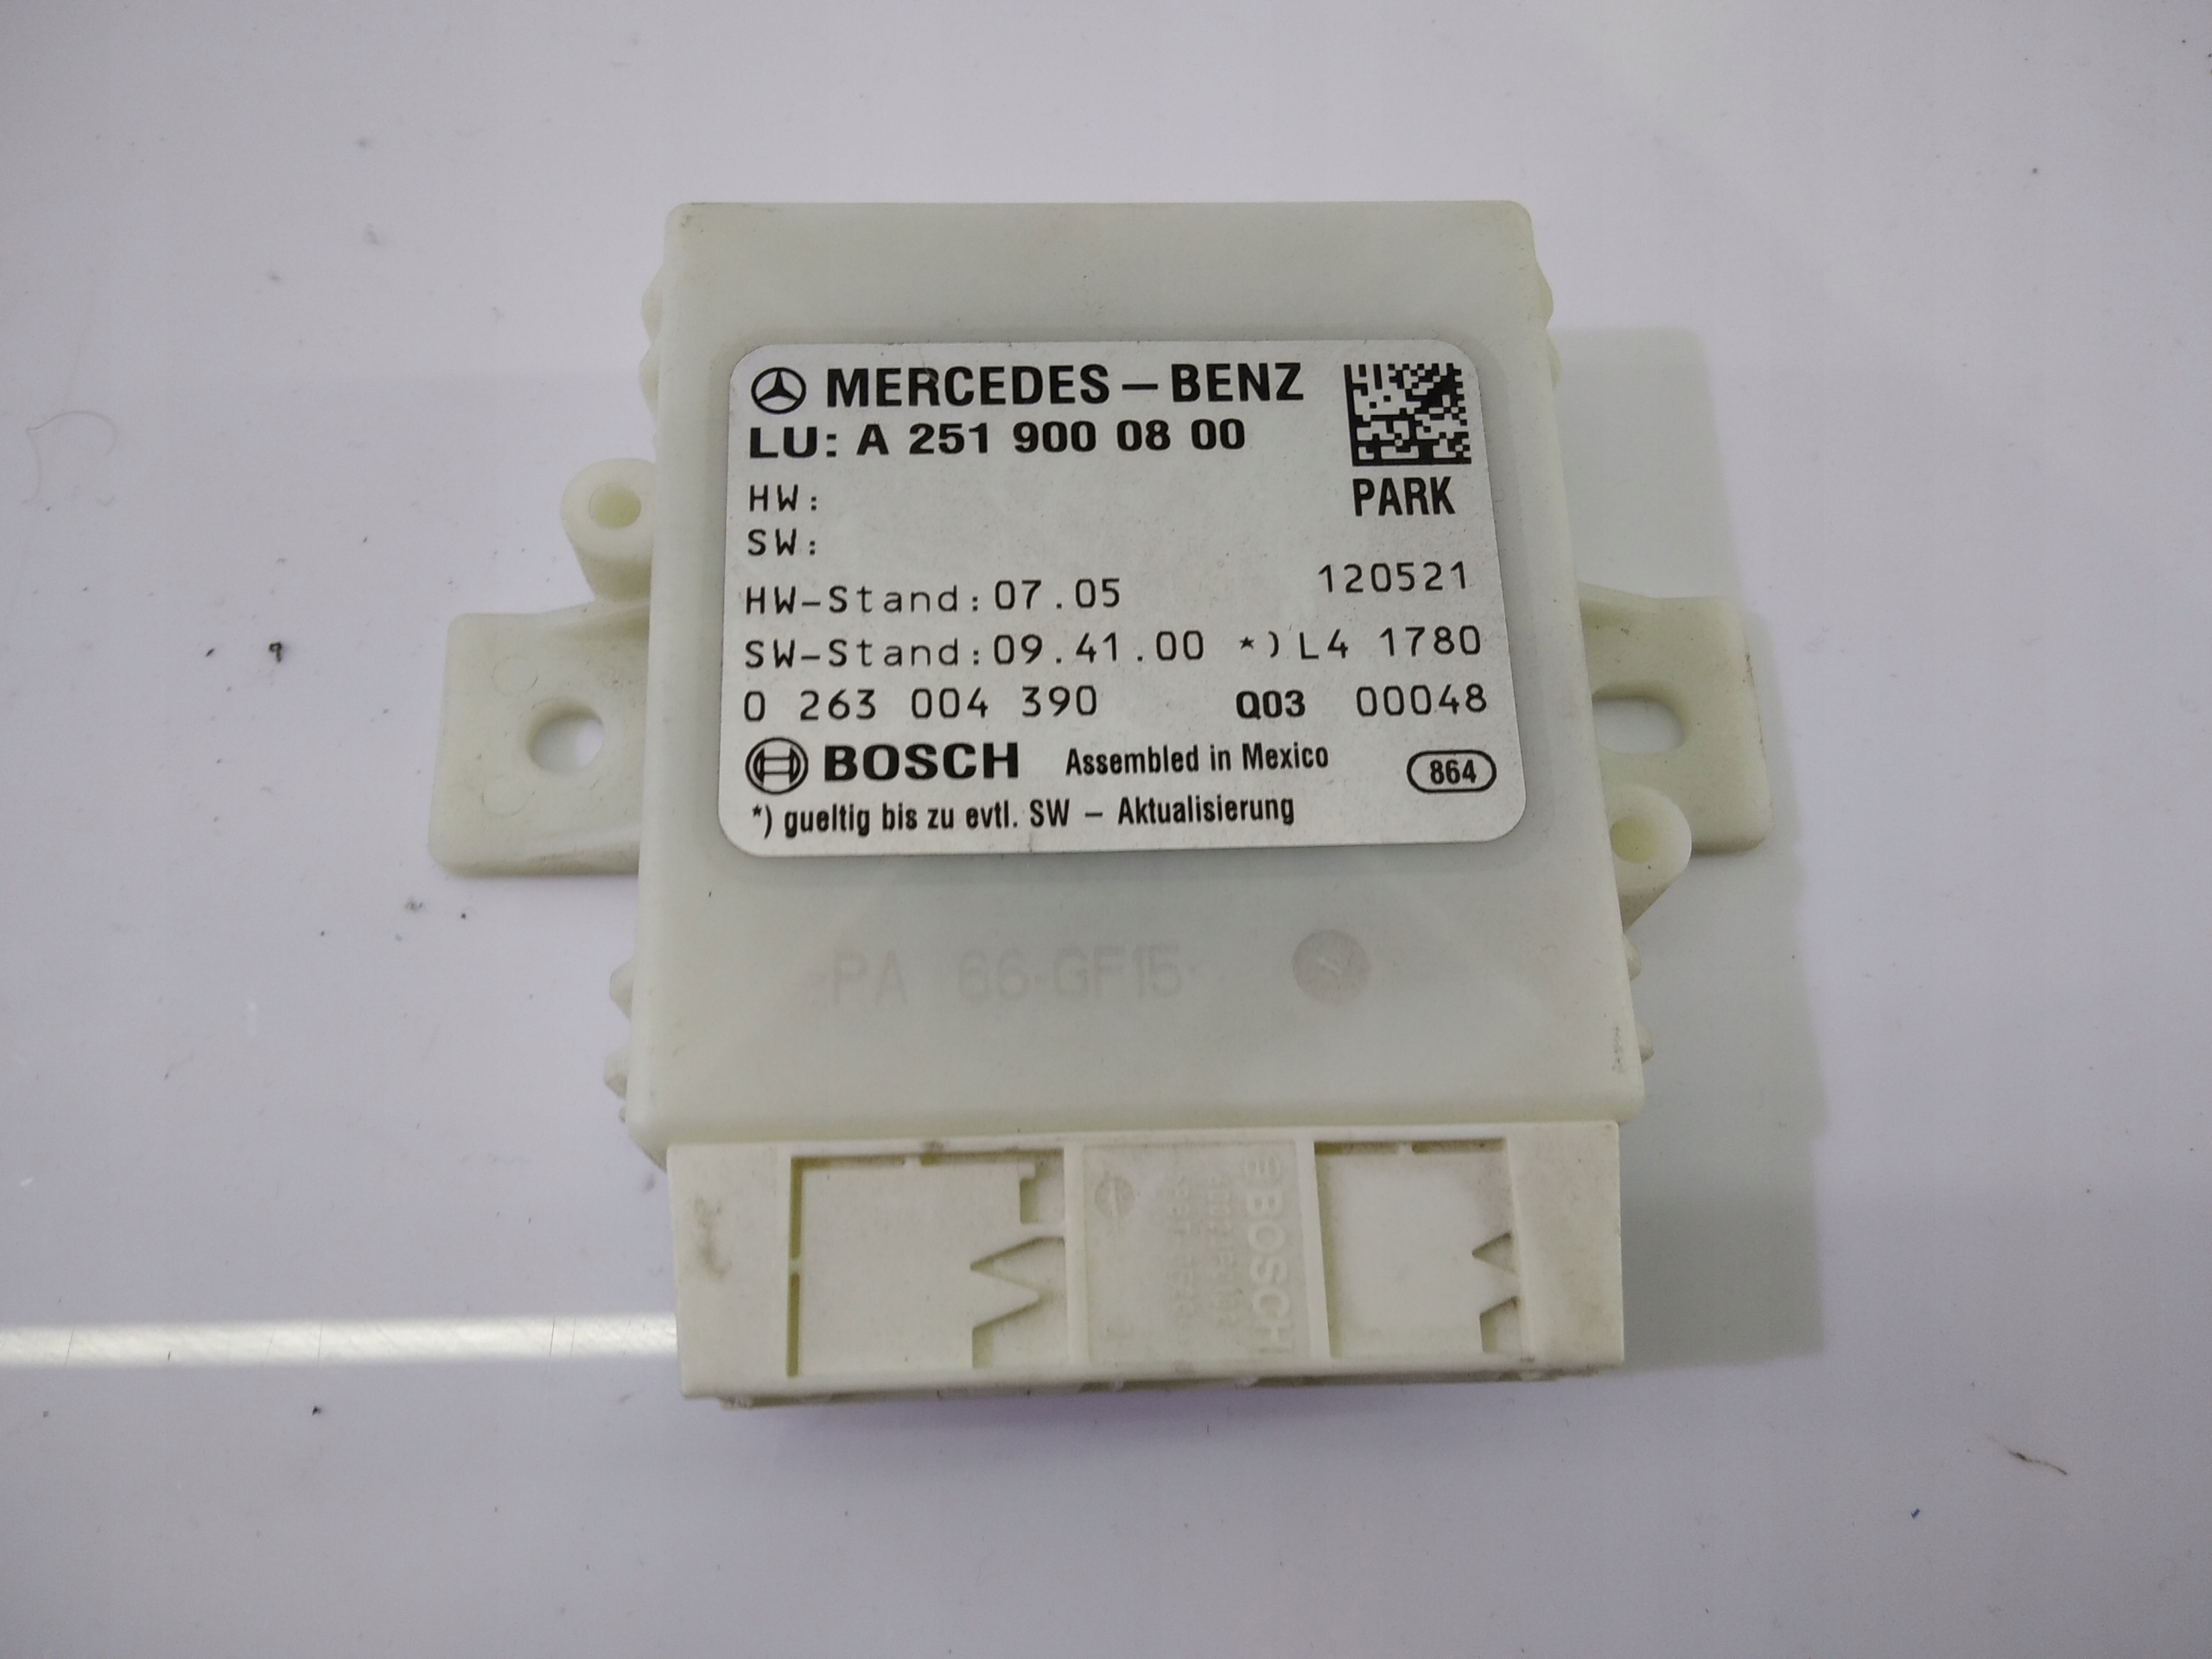 MERCEDES – BENZ
LU: A 251 900 08 00
PARK
HW:
SW:
120521
HW-Stand: 07.05
SW-Stand: 09.41.00 *) L4 1780
0 263 004 390 Q03 00048
BOSCH Assembled in Mexico 864
*) gueltig bis zu evtl. SW – Aktualisierung
PA 66-GF15
BOSCH